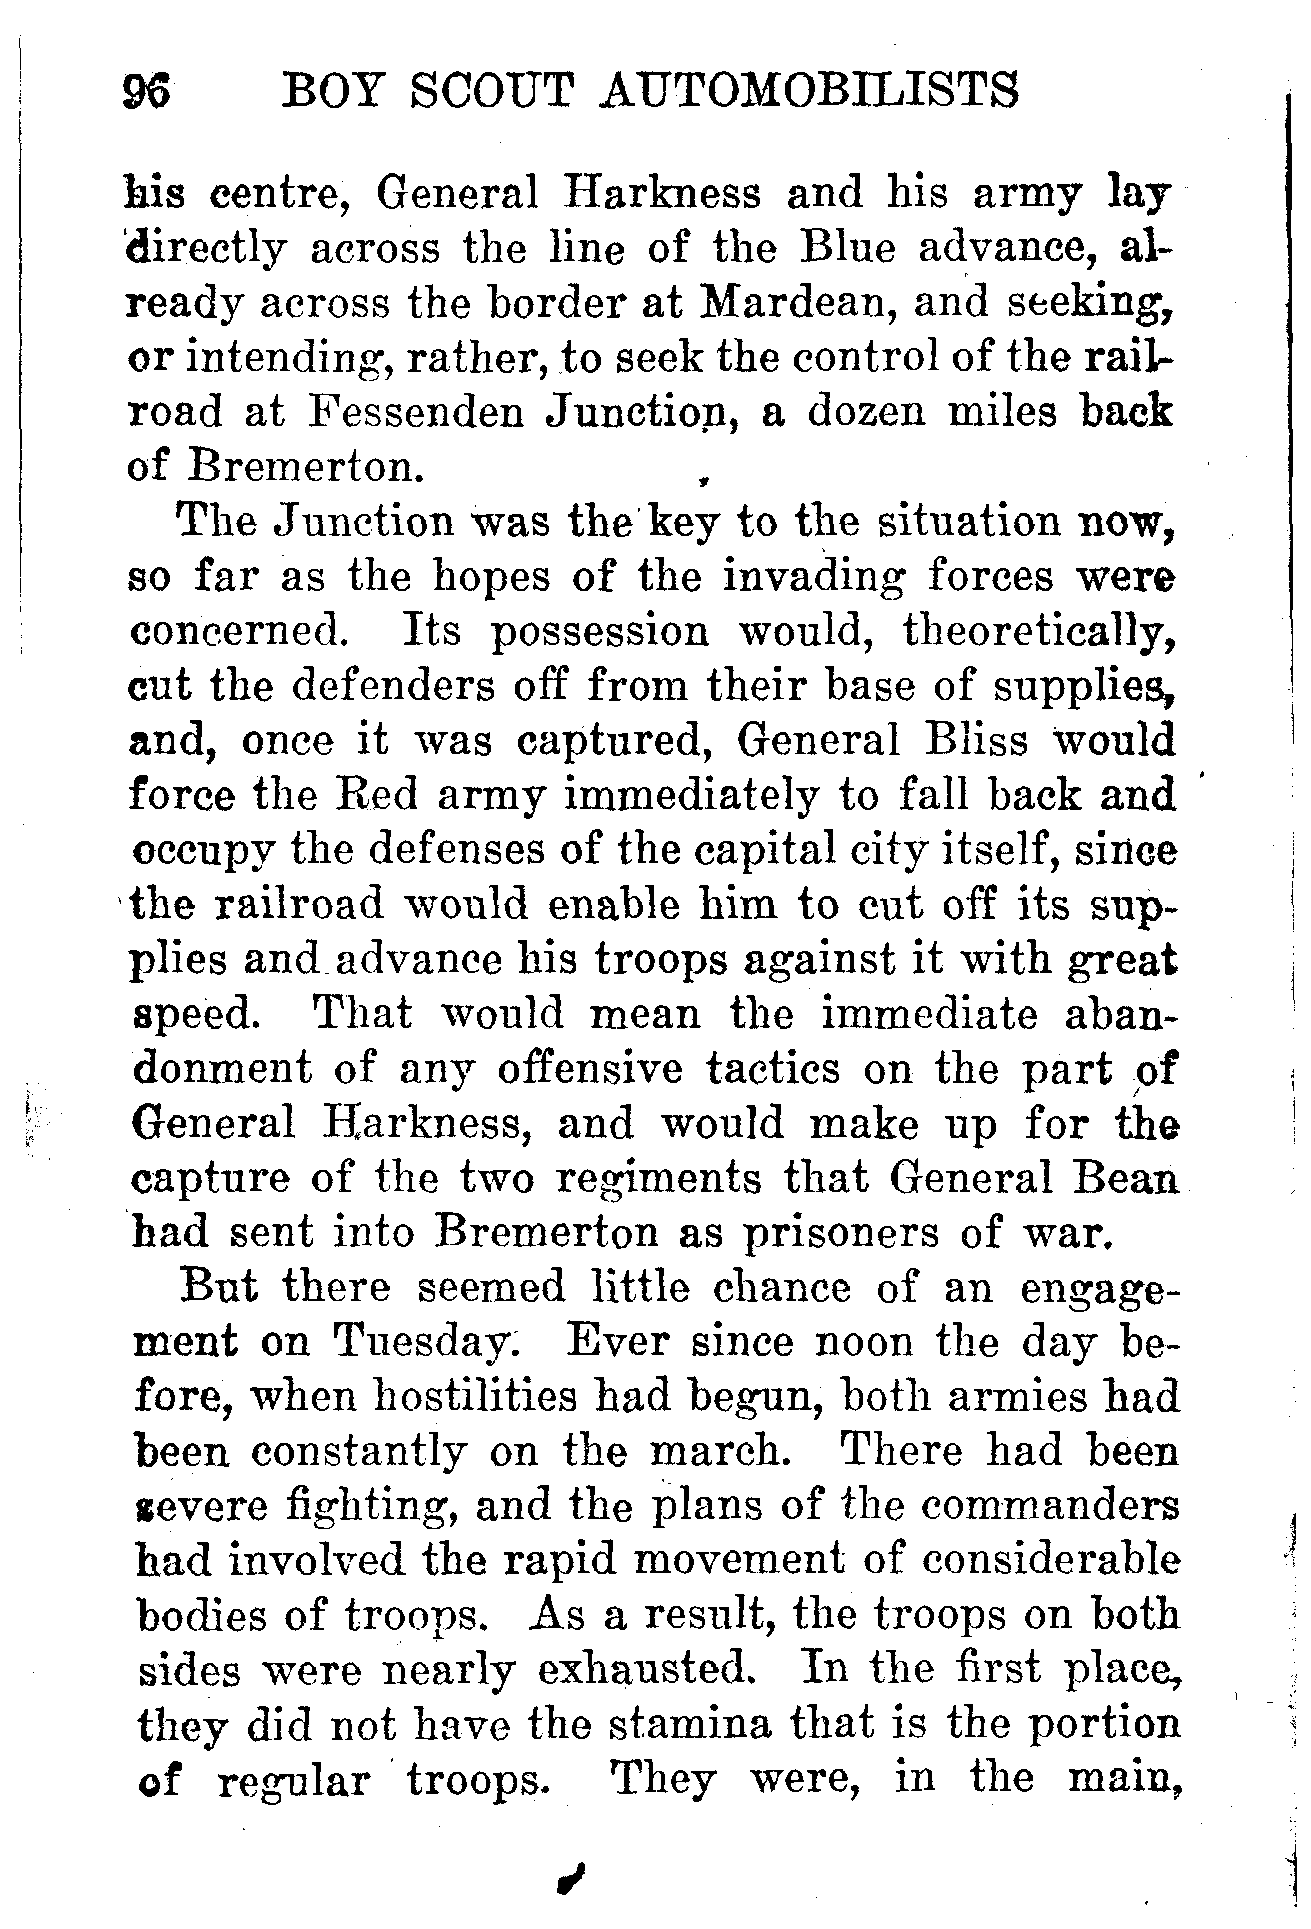 96 BOY SCOUT AUTOMOBILISTS
his centre, General Harkness and his army lay
directly across the line of the Blue advance, al-
ready across the border at Mardean, and seeking,
or intending, rather, to seek the control of the rail-
road at Fessenden Junction, a dozen miles back
of Bremerton.
The Junction was the key to the situation now,
so far as the hopes of the invading forces were
concerned. Its possession would, theoretically,
cut the defenders off from their base of supplies,
and, once it was captured, General Bliss would
force the Red army immediately to fall back and
occupy the defenses of the capital city itself, since
the railroad would enable him to cut off its sup-
plies and advance his troops against it with great
speed. That would mean the immediate aban-
donment of any offensive tactics on the part of
General Harkness, and would make up for the
capture of the two regiments that General Bean
had sent into Bremerton as prisoners of war.
But there seemed little chance of an engage-
ment on Tuesday. Ever since noon the day be-
fore, when hostilities had begun, both armies had
been constantly on the march. There had been
severe fighting, and the plans of the commanders
had involved the rapid movement of considerable
bodies of troops. As a result, the troops on both
sides were nearly exhausted. In the first place,
they did not have the stamina that is the portion
of regular troops. They were, in the main,